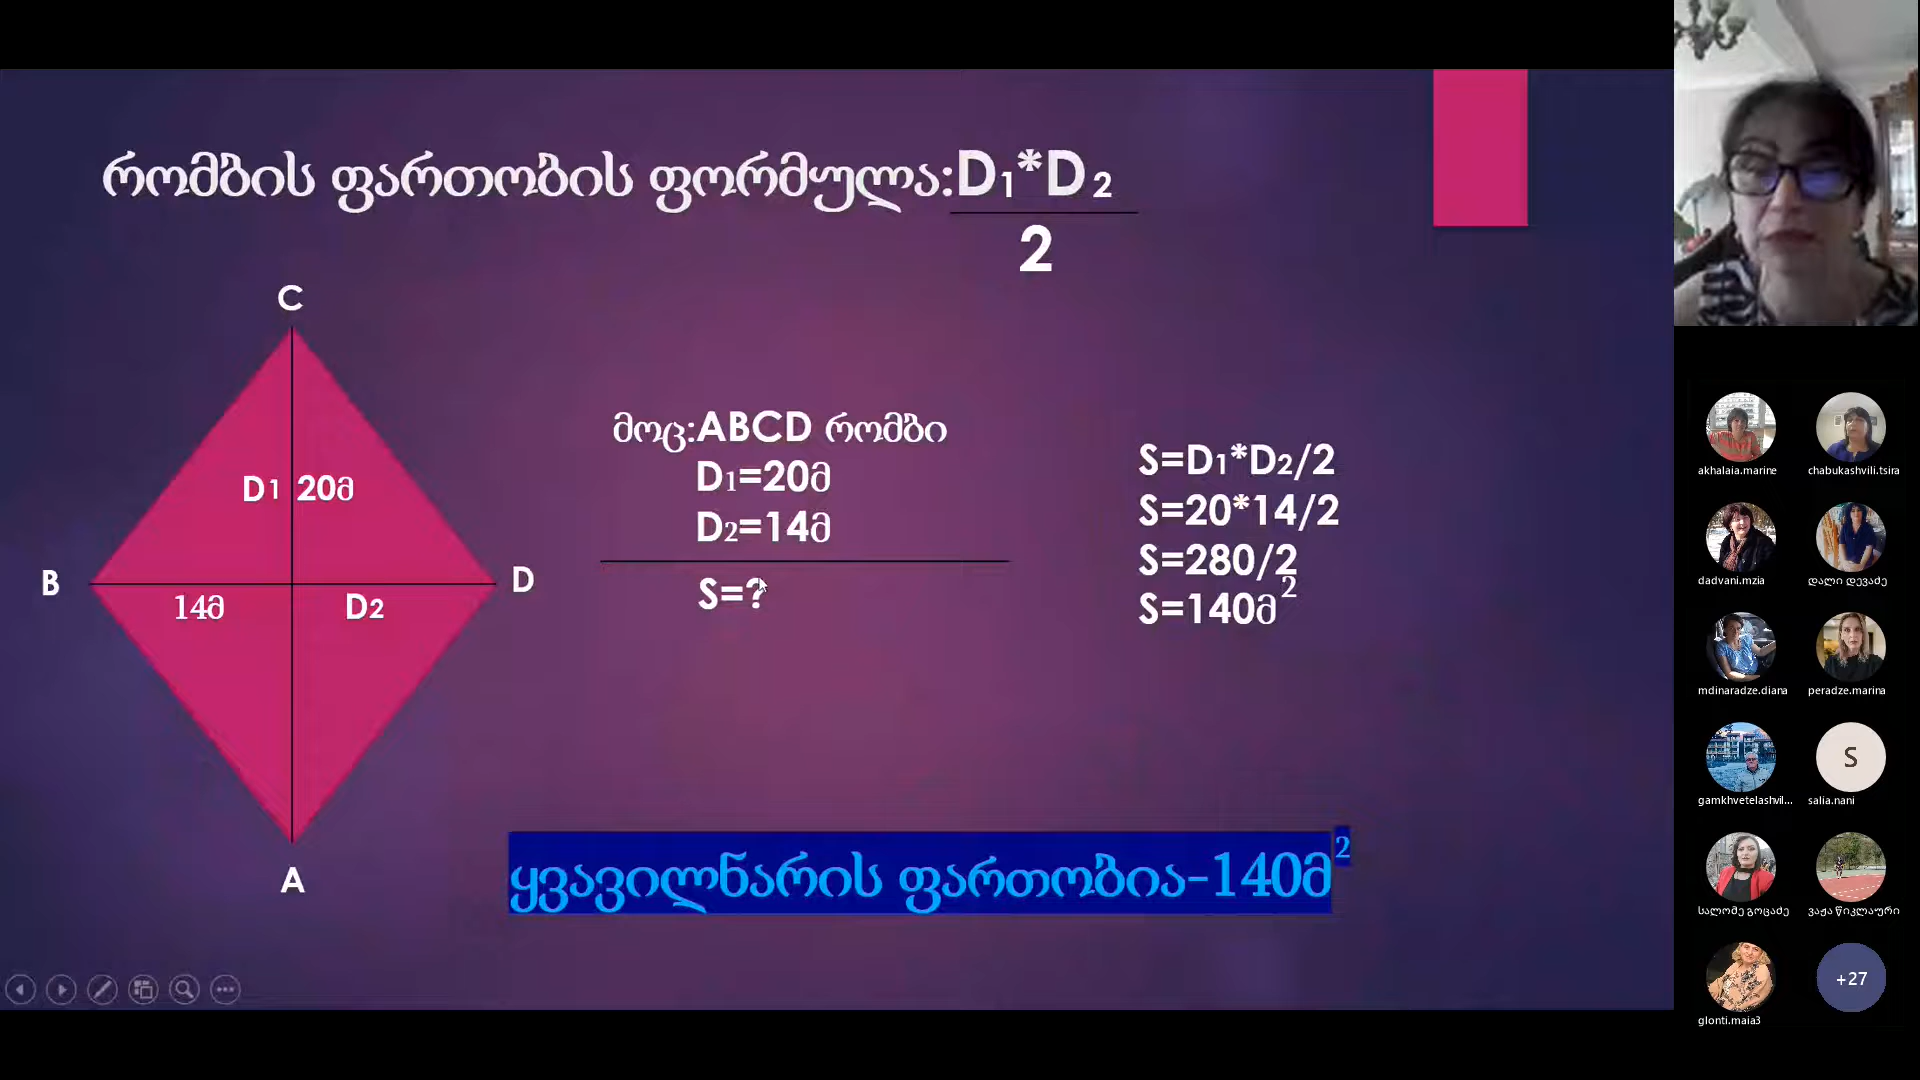 რომბის ფართობის ფორმულა:D1*D2
2
C
D1 20მ
B
D
14მ
D2
A
მოც:ABCD რომბი
D1=20მ
D2=14მ
S=?
S=D1*D2/2
S=20*14/2
S=280/2
S=140მ²
ყვავილნარის ფართობია-140მ²
akhalaia.marine
chabukashvili.tsira
dadvani.mzia
დალი დევაძე
mdinaradze.diana
peradze.marina
gamkhvetelashvil...
S
salia.nani
სალომე გოცაძე
ვაჟა წიკლაური
glonti.maia3
+27